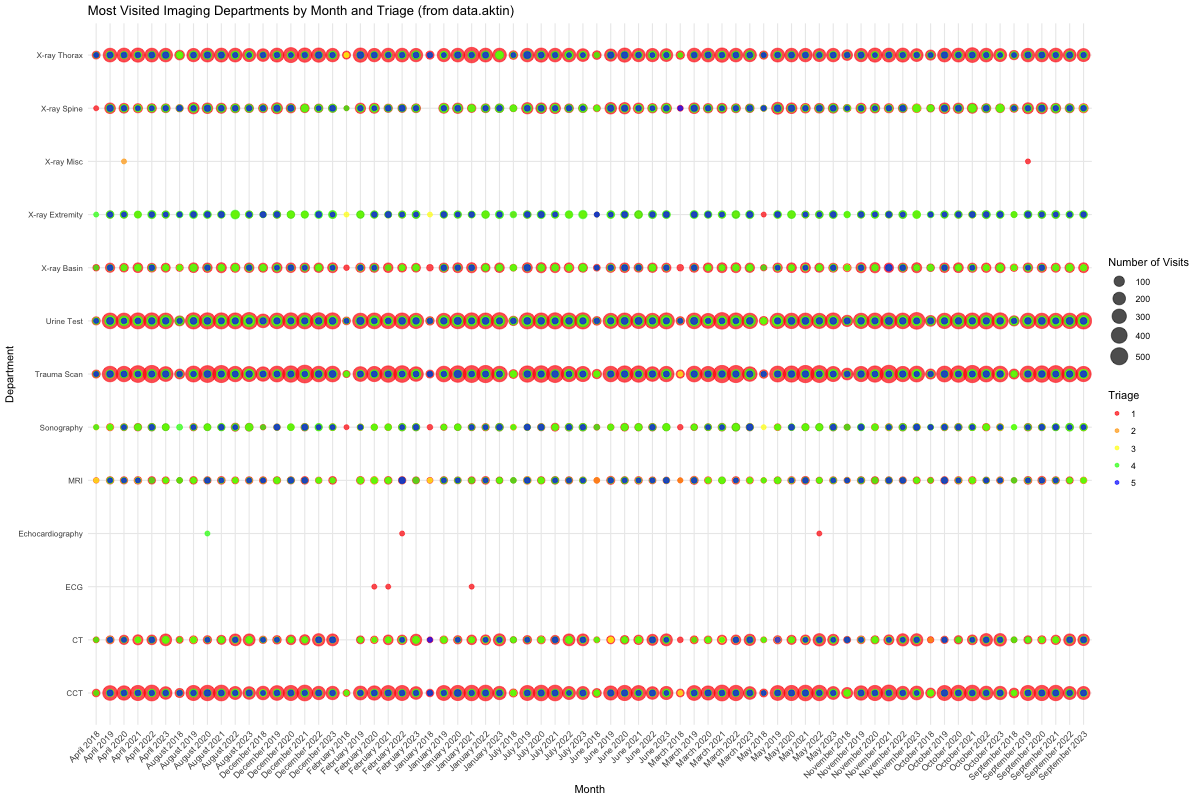 Most Visited Imaging Departments by Month and Triage (from data.aktin)
Department
X-ray Thorax
X-ray Spine
X-ray Misc
X-ray Extremity
X-ray Basin
Urine Test
Trauma Scan
Sonography
MRI
Echocardiography
ECG
CT
CCT
April 2018
April 2019
April 2020
April 2021
April 2022
April 2023
August 2018
August 2019
August 2020
August 2021
August 2022
August 2023
December 2018
December 2019
December 2020
December 2021
December 2022
December 2023
February 2018
February 2019
February 2020
February 2021
February 2022
February 2023
January 2018
January 2019
January 2020
January 2021
January 2022
January 2023
July 2018
July 2019
July 2020
July 2021
July 2022
July 2023
June 2018
June 2019
June 2020
June 2021
June 2022
June 2023
March 2018
March 2019
March 2020
March 2021
March 2022
March 2023
May 2018
May 2019
May 2020
May 2021
May 2022
May 2023
November 2018
November 2019
November 2020
November 2021
November 2022
November 2023
October 2018
October 2019
October 2020
October 2021
October 2022
October 2023
September 2018
September 2019
September 2020
September 2021
September 2022
September 2023
Month
Number of Visits
100
200
300
400
500
Triage
1
2
3
4
5